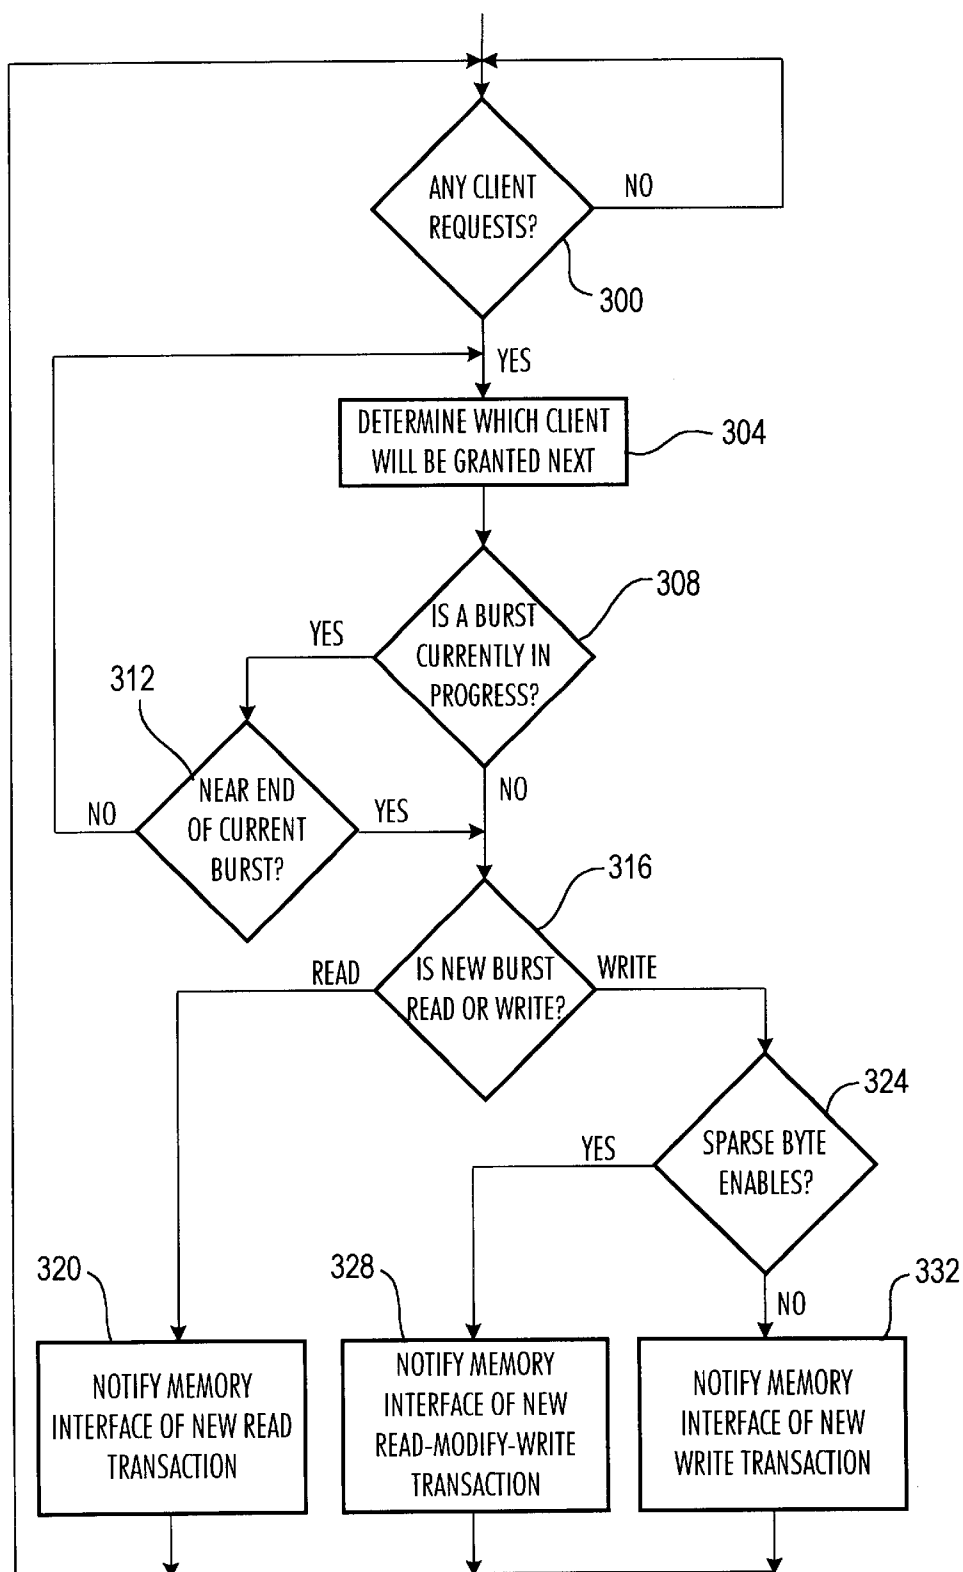 ANY CLIENT
REQUESTS?
NO
300
YES
DETERMINE WHICH CLIENT
WILL BE GRANTED NEXT
304
IS A BURST
CURRENTLY IN
PROGRESS?
308
YES
312
NO
NEAR END
OF CURRENT
BURST?
NO
YES
316
IS NEW BURST
READ OR WRITE?
READ
WRITE
324
SPARSE BYTE
ENABLES?
YES
NO
320
328
332
NOTIFY MEMORY
INTERFACE OF NEW READ
TRANSACTION
NOTIFY MEMORY
INTERFACE OF NEW
READ-MODIFY-WRITE
TRANSACTION
NOTIFY MEMORY
INTERFACE OF NEW
WRITE TRANSACTION